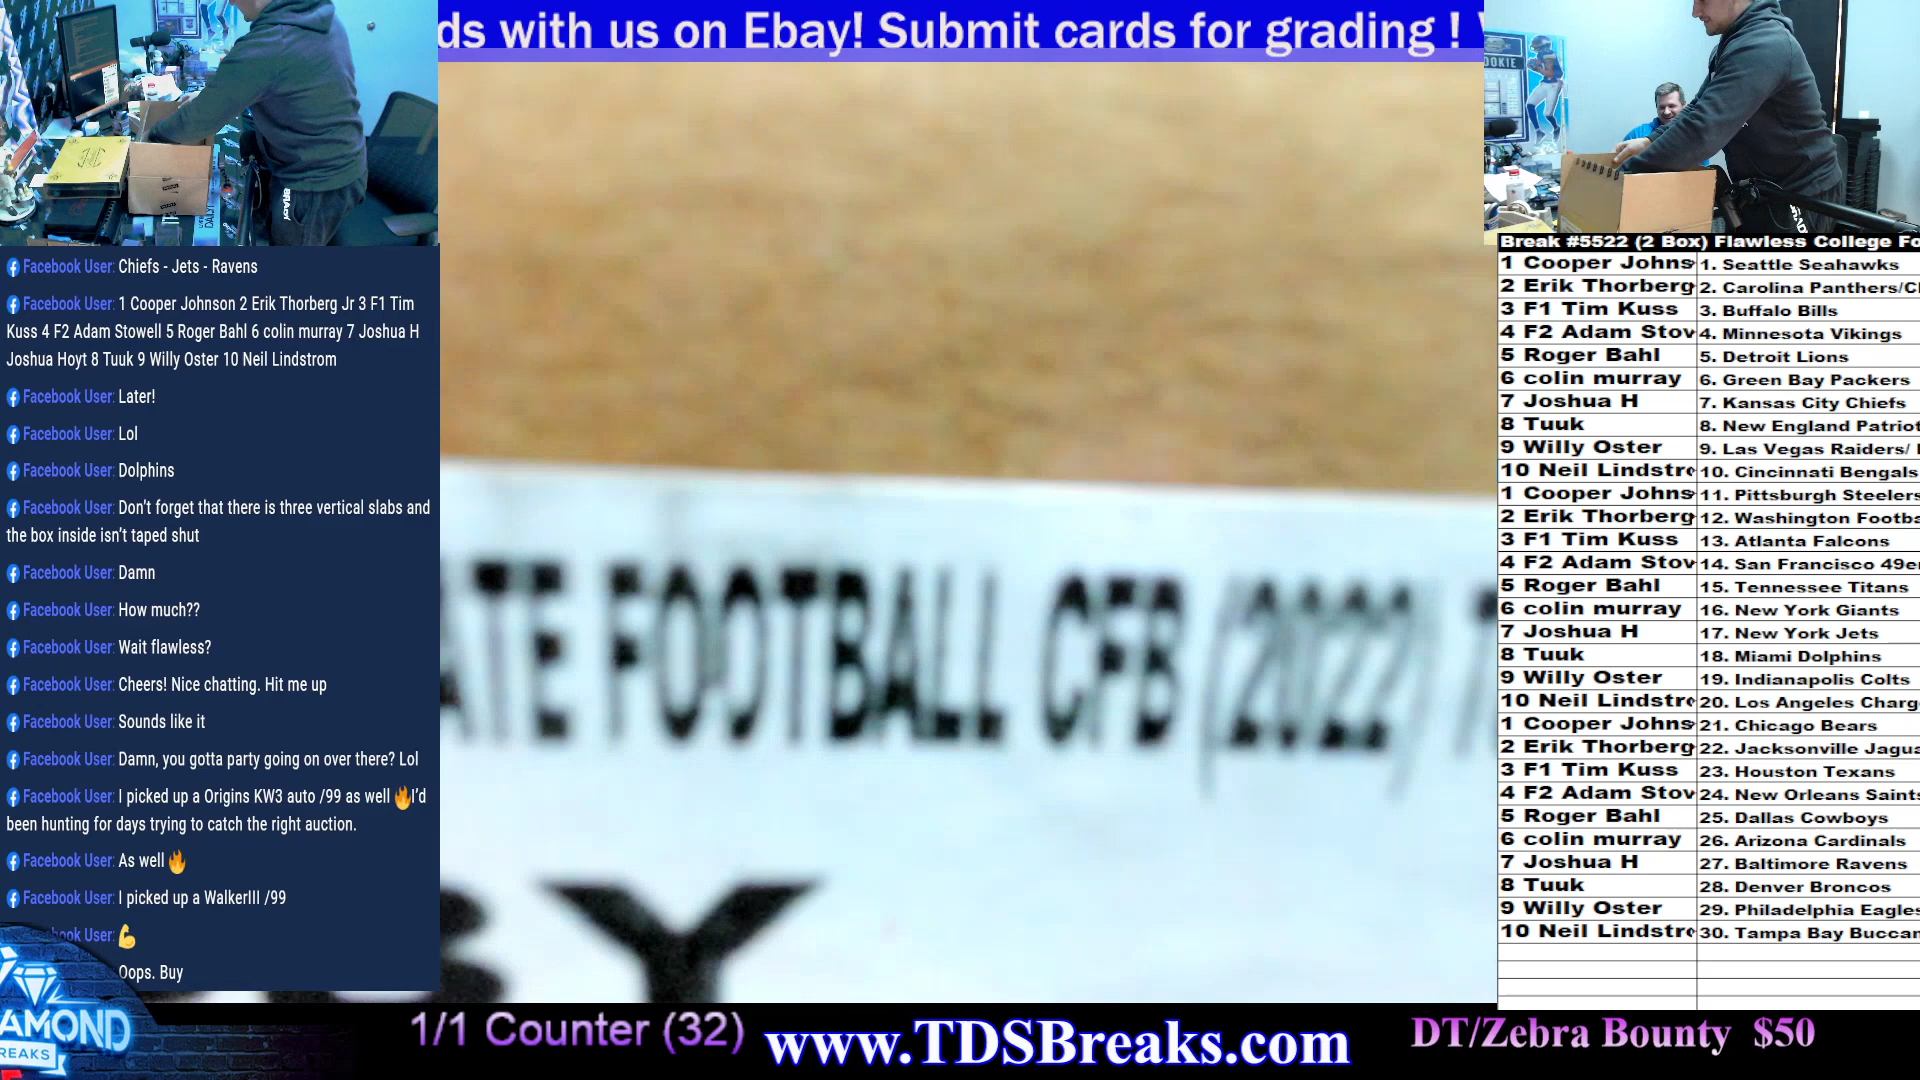 ds with us on Ebay! Submit cards for grading !
Facebook User: Chiefs - Jets - Ravens
Facebook User: 1 Cooper Johnson 2 Erik Thorberg Jr 3 F1 Tim
Kuss 4 F2 Adam Stowell 5 Roger Bahl 6 colin murray 7 Joshua H
Joshua Hoyt 8 Tuuk 9 Willy Oster 10 Neil Lindstrom
Facebook User: Later!
Facebook User: Lol
Facebook User: Dolphins
Facebook User: Don't forget that there is three vertical slabs and
the box inside isn't taped shut
Facebook User: Damn
Facebook User: How much??
Facebook User: Wait flawless?
Facebook User: Cheers! Nice chatting. Hit me up
Facebook User: Sounds like it
Facebook User: Damn, you gotta party going on over there? Lol
Facebook User: I picked up a Origins KW3 auto /99 as well 🔥I'd
been hunting for days trying to catch the right auction.
Facebook User: As well 🔥
Facebook User: I picked up a WalkerIII /99
ook User: 💪
Oops. Buy
AMOND
REAKS
ATE FOOTBALL CFB (2022)
SY
BRADY
OOKIE
Break #5522 (2 Box) Flawless College Fo
1 Cooper Johns 1. Seattle Seahawks
2 Erik Thorberg 2. Carolina Panthers/Cl
3 F1 Tim Kuss 3. Buffalo Bills
4 F2 Adam Stov 4. Minnesota Vikings
5 Roger Bahl 5. Detroit Lions
6 colin murray 6. Green Bay Packers
7 Joshua H 7. Kansas City Chiefs
8 Tuuk 8. New England Patriot
9 Willy Oster 9. Las Vegas Raiders/
10 Neil Lindstr 10. Cincinnati Bengals
1 Cooper Johns 11. Pittsburgh Steelers
2 Erik Thorberg 12. Washington Footba
3 F1 Tim Kuss 13. Atlanta Falcons
4 F2 Adam Stov 14. San Francisco 49e
5 Roger Bahl 15. Tennessee Titans
6 colin murray 16. New York Giants
7 Joshua H 17. New York Jets
8 Tuuk 18. Miami Dolphins
9 Willy Oster 19. Indianapolis Colts
10 Neil Lindstr 20. Los Angeles Charg
1 Cooper Johns 21. Chicago Bears
2 Erik Thorberg 22. Jacksonville Jagua
3 F1 Tim Kuss 23. Houston Texans
4 F2 Adam Stov 24. New Orleans Saints
5 Roger Bahl 25. Dallas Cowboys
6 colin murray 26. Arizona Cardinals
7 Joshua H 27. Baltimore Ravens
8 Tuuk 28. Denver Broncos
9 Willy Oster 29. Philadelphia Eagles
10 Neil Lindstr 30. Tampa Bay Buccan
1/1 Counter (32)
www.TDSBreaks.com
DT/Zebra Bounty $50